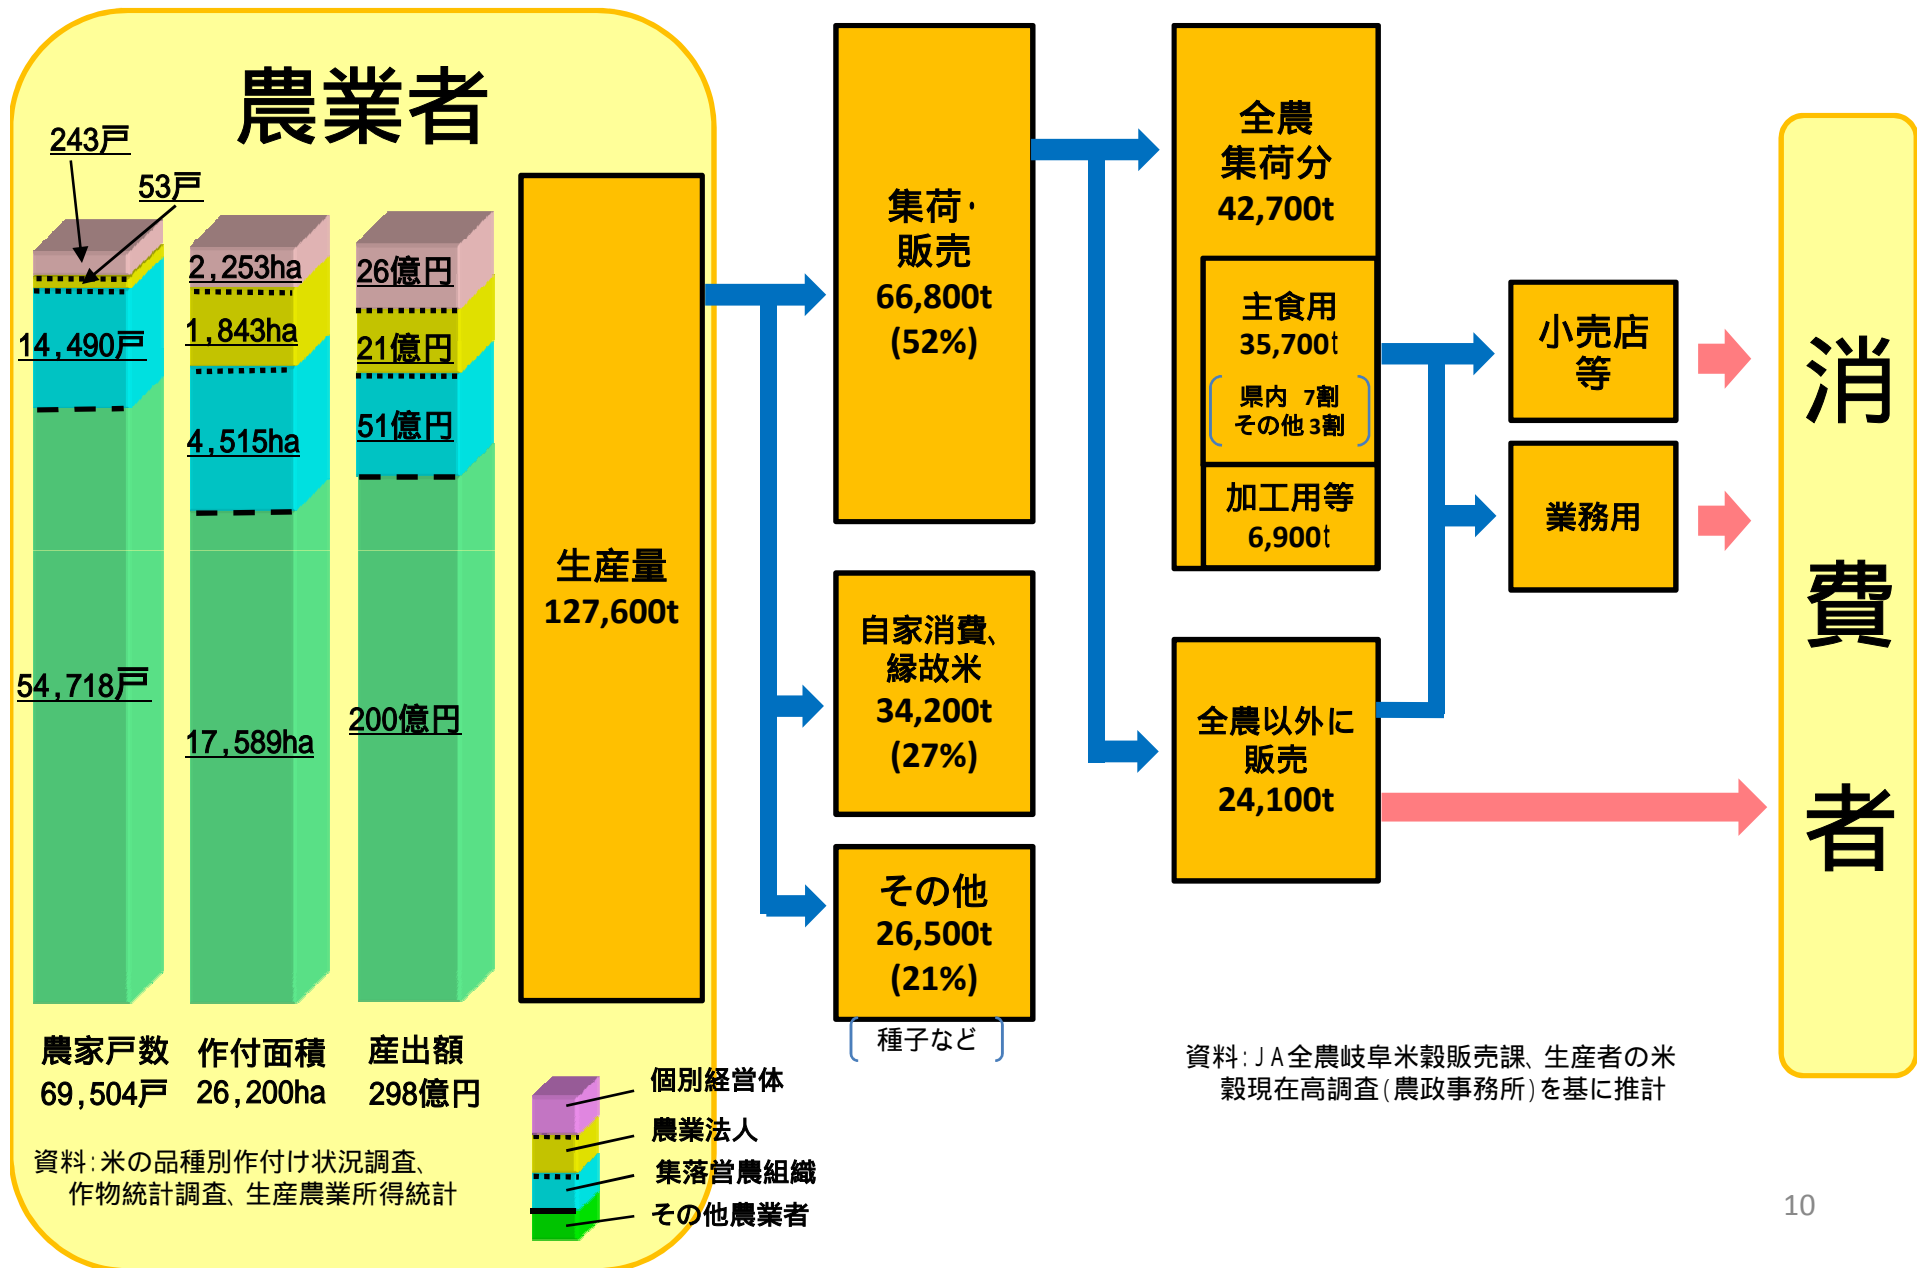 農業者
243戸
53戸
14,490戸
54,718戸
2,253ha
1,843ha
4,515ha
17,589ha
26億円
21億円
51億円
200億円
農家戸数
69,504戸
作付面積
26,200ha
産出額
298億円
生産量
127,600t
資料:米の品種別作付け状況調査、
作物統計調査、生産農業所得統計
個別経営体
農業法人
集落営農組織
その他農業者
集荷・
販売
66,800t
(52%)
自家消費、
縁故米
34,200t
(27%)
その他
26,500t
(21%)
種子など
全農
集荷分
42,700t
主食用
35,700t
県内 7割
その他 3割
加工用等
6,900t
全農以外に
販売
24,100t
小売店
等
業務用
消
費
者
資料:JA全農岐阜米穀販売課、生産者の米
穀現在高調査(農政事務所)を基に推計
10